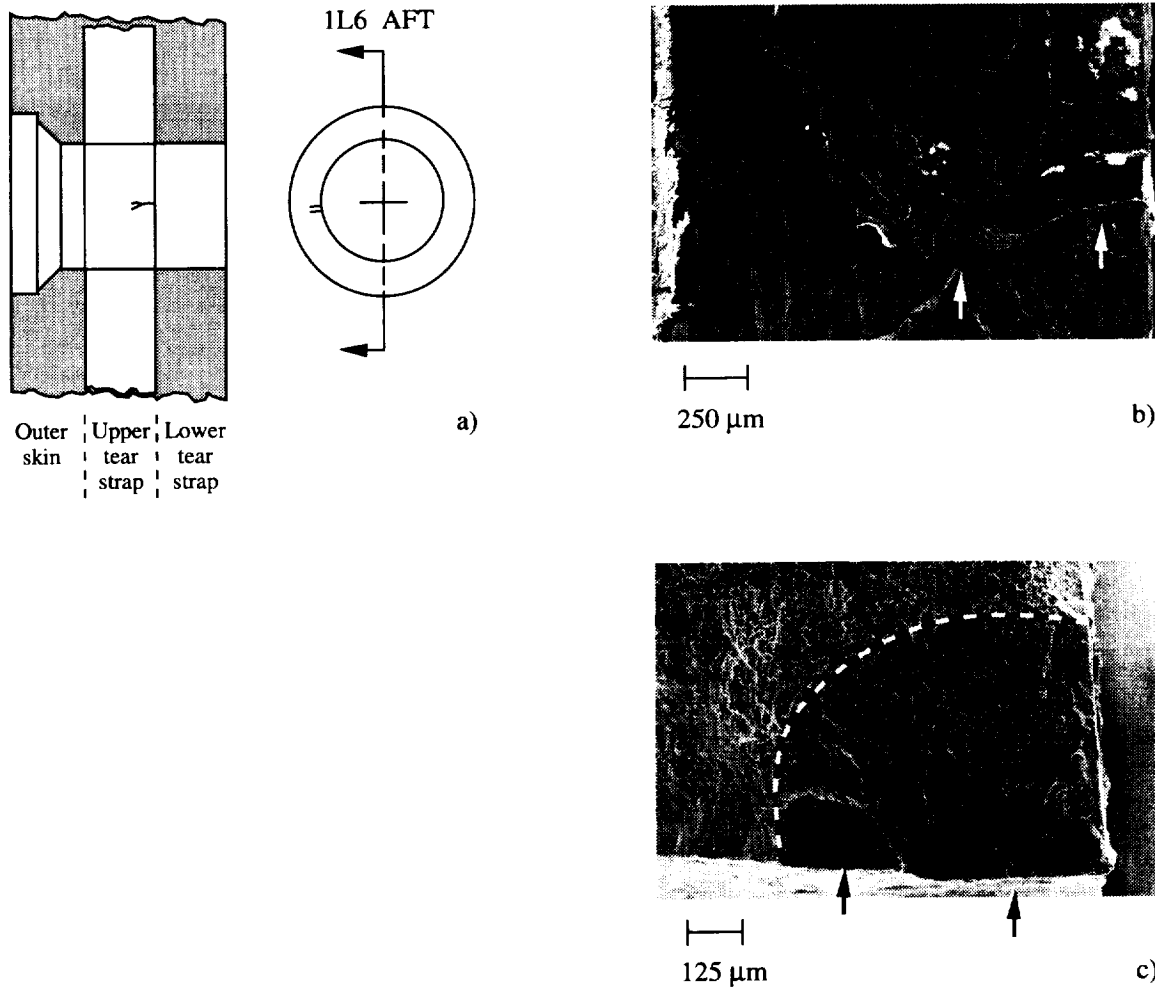 1L6 AFT
Outer skin
Upper tear strap
Lower tear strap
a)
250 μm
b)
125 μm
c)